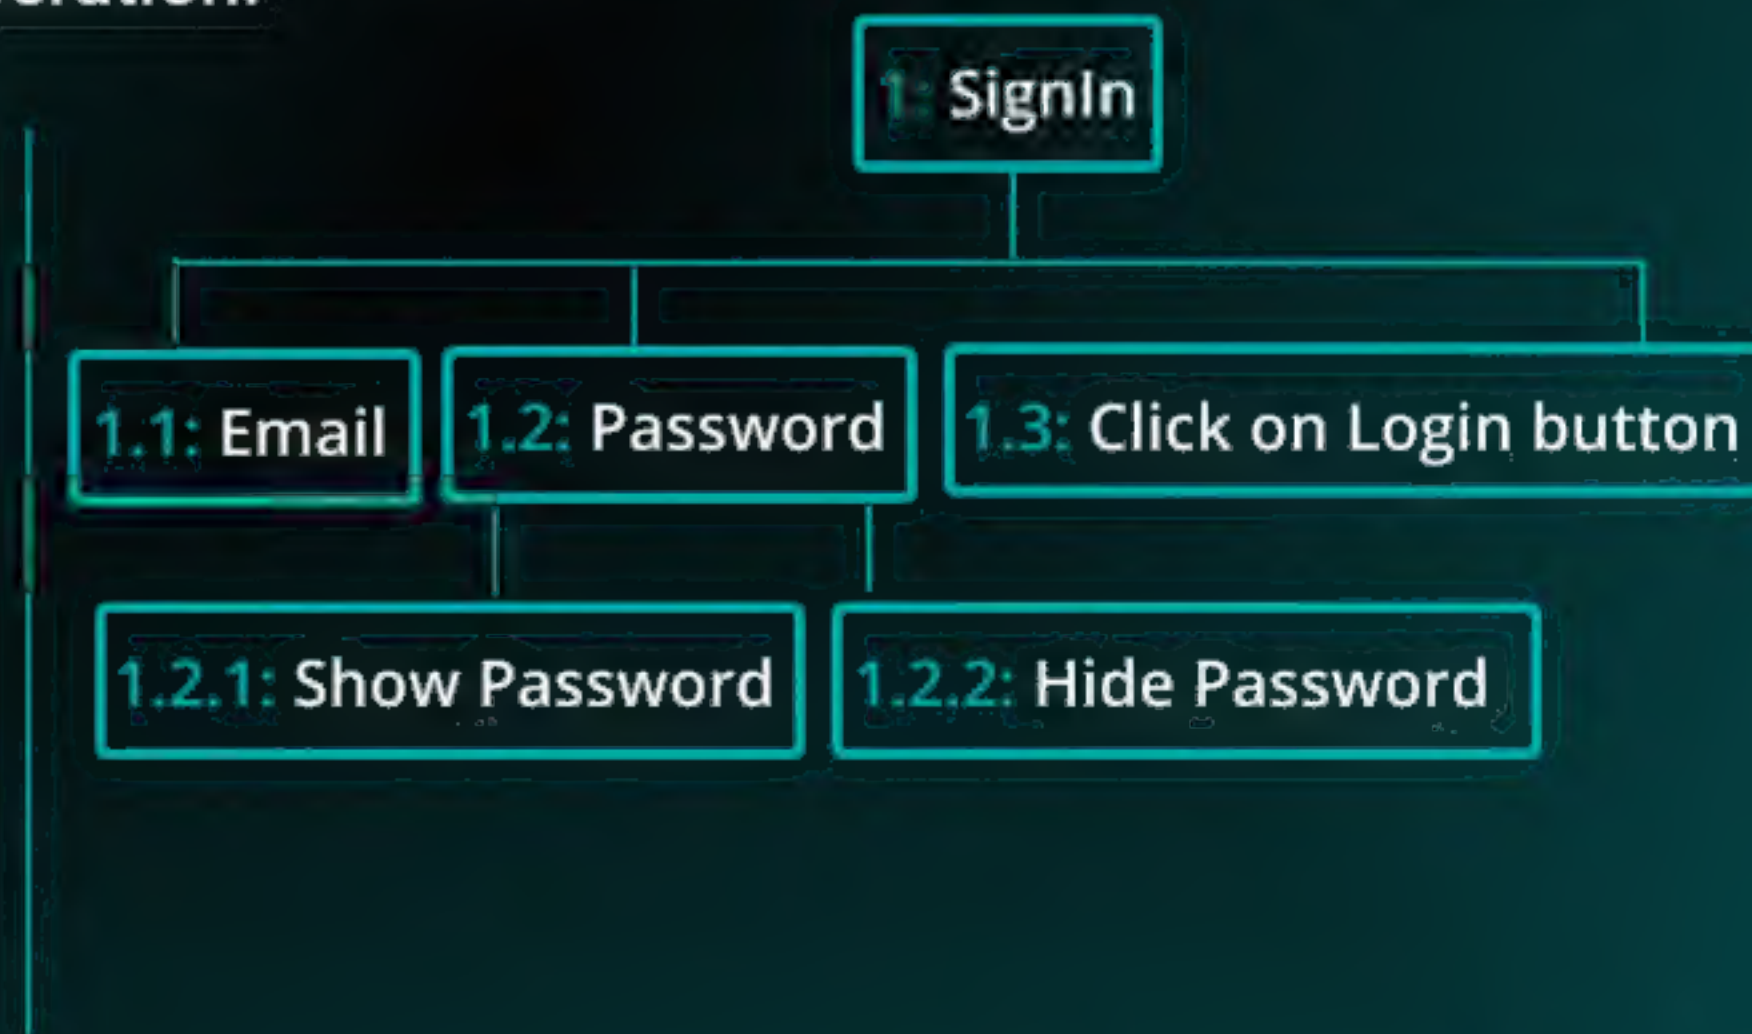 1: SignIn
1.1: Email
1.2: Password
1.3: Click on Login button
1.2.1: Show Password
1.2.2: Hide Password